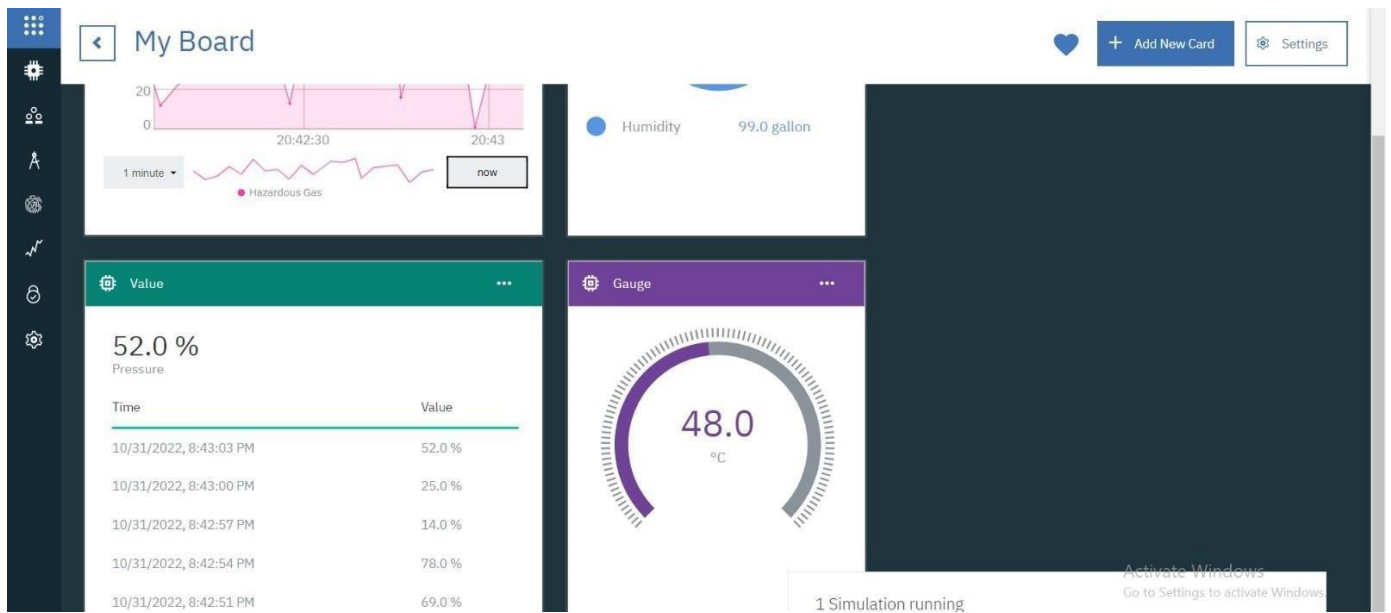 My Board
+ Add New Card
Settings
20
0
20:42:30
20:43
1 minute
now
Hazardous Gas
Humidity 99.0 gallon
Value
52.0 %
Pressure
Time Value
10/31/2022, 8:43:03 PM 52.0 %
10/31/2022, 8:43:00 PM 25.0 %
10/31/2022, 8:42:57 PM 14.0 %
10/31/2022, 8:42:54 PM 78.0 %
10/31/2022, 8:42:51 PM 69.0 %
Gauge
48.0
°C
1 Simulation running
Activate Windows
Go to Settings to activate Windows.